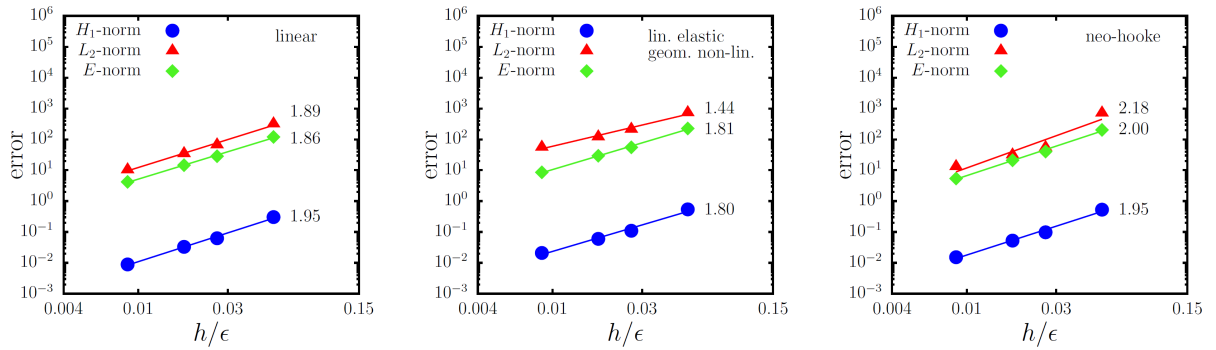 10^6
10^5
10^4
10^3
10^2
10^1
10^0
10^-1
10^-2
10^-3
error
H1-norm
L2-norm
E-norm
linear
1.89
1.86
1.95
0.004
0.01
0.03
0.15
h/ϵ
10^6
10^5
10^4
10^3
10^2
10^1
10^0
10^-1
10^-2
10^-3
error
H1-norm
L2-norm
E-norm
lin. elastic
geom. non-lin.
1.44
1.81
1.80
0.004
0.01
0.03
0.15
h/ϵ
10^6
10^5
10^4
10^3
10^2
10^1
10^0
10^-1
10^-2
10^-3
error
H1-norm
L2-norm
E-norm
neo-hooke
2.18
2.00
1.95
0.004
0.01
0.03
0.15
h/ϵ